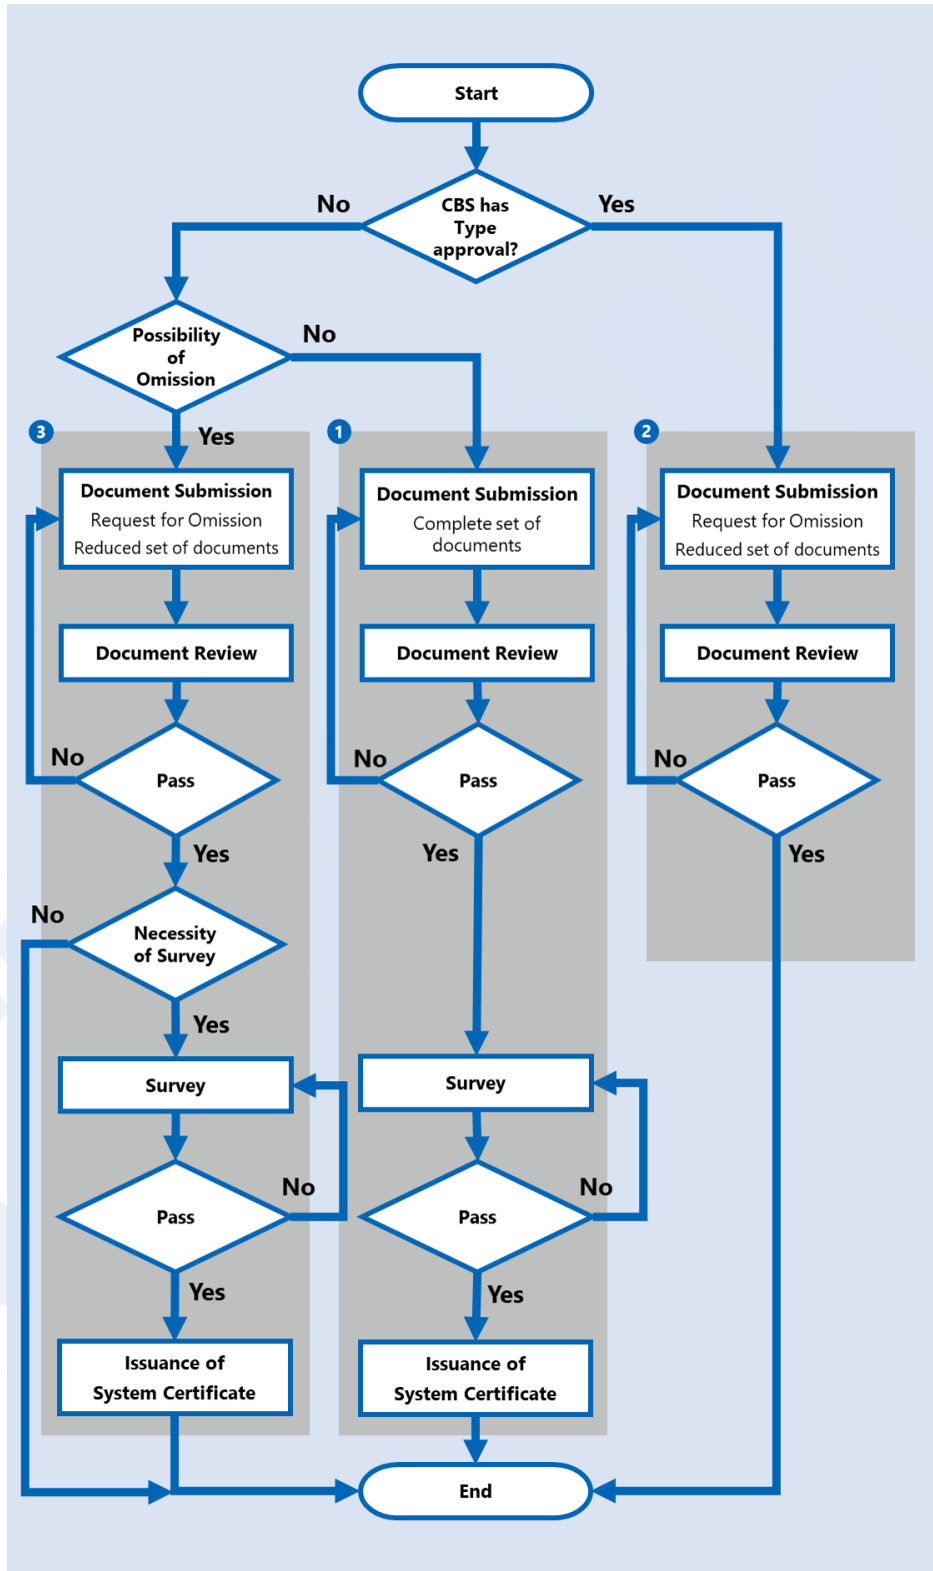 Start
CBS has
Type
approval?
No
Yes
Possibility
of
Omission
No
Yes
3
Document Submission
Request for Omission
Reduced set of documents
Document Review
Pass
No
Yes
Necessity
of Survey
No
Yes
Survey
Pass
No
Yes
Issuance of
System Certificate
1
Document Submission
Complete set of
documents
Document Review
Pass
No
Yes
Survey
Pass
No
Yes
Issuance of
System Certificate
2
Document Submission
Request for Omission
Reduced set of documents
Document Review
Pass
No
Yes
End